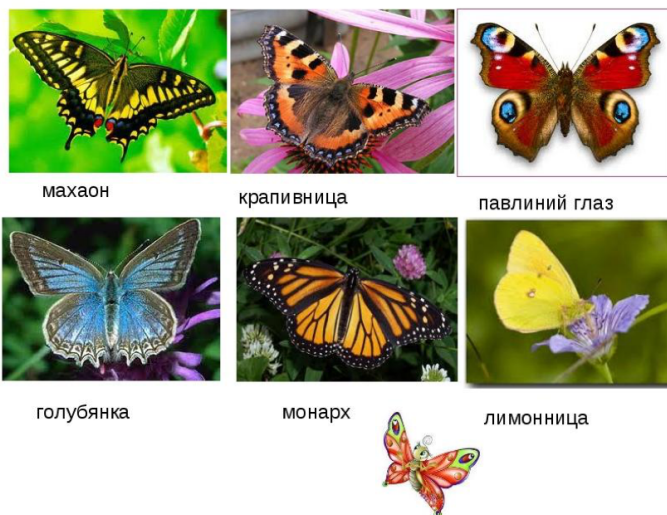 махаон
крапивница
павлиний глаз
голубянка
монарх
лимонница